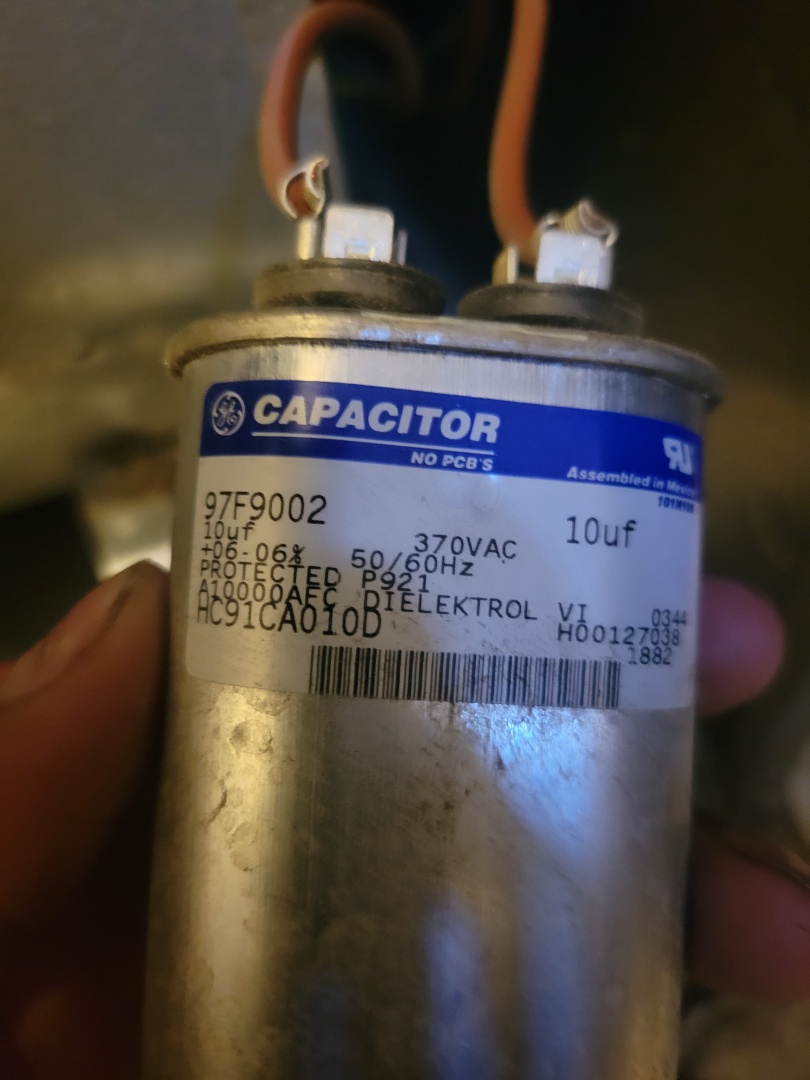 GE CAPACITOR
NO PCB'S
Assembled in
97F9002
10uf
10uf 370VAC
+06-06% 50/60Hz
PROTECTED P921
A10000AFC DIELEKTROL VI 0344
HC91CA010D H00127038
1882